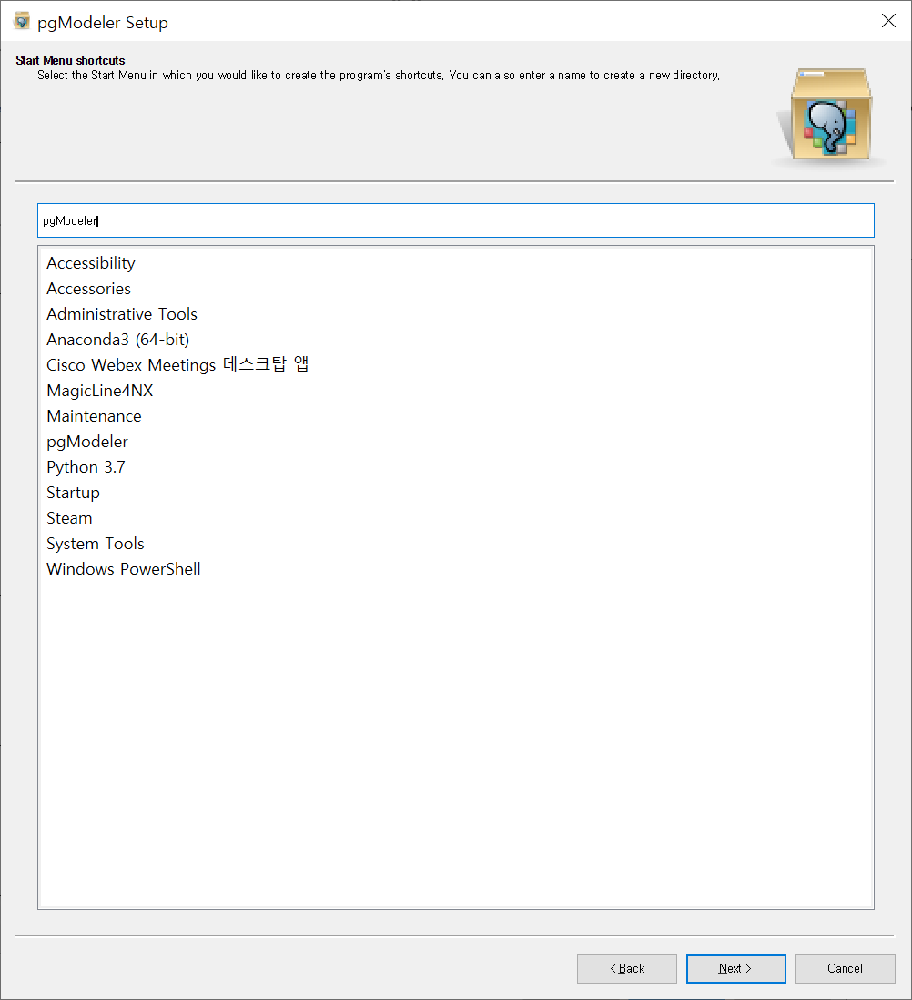 pgModeler Setup
Start Menu shortcuts
Select the Start Menu in which you would like to create the program's shortcuts. You can also enter a name to create a new directory.
pgModeler
Accessibility
Accessories
Administrative Tools
Anaconda3 (64-bit)
Cisco Webex Meetings 데스크탑 앱
MagicLine4NX
Maintenance
pgModeler
Python 3.7
Startup
Steam
System Tools
Windows PowerShell
< Back
Next >
Cancel